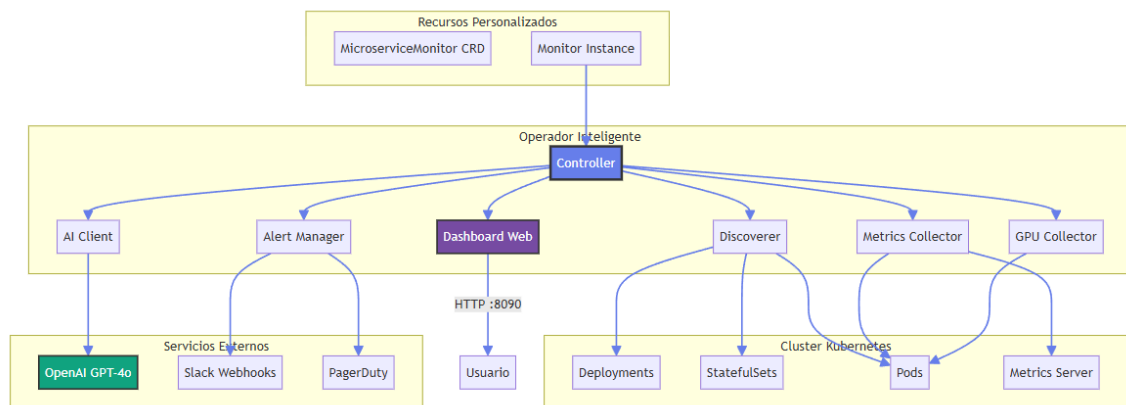 Recursos Personalizados
MicroserviceMonitor CRD
Monitor Instance
Operador Inteligente
Controller
AI Client
Alert Manager
Dashboard Web
Discoverer
Metrics Collector
GPU Collector
HTTP :8090
Servicios Externos
OpenAI GPT-4o
Slack Webhooks
PagerDuty
Usuario
Cluster Kubernetes
Deployments
StatefulSets
Pods
Metrics Server